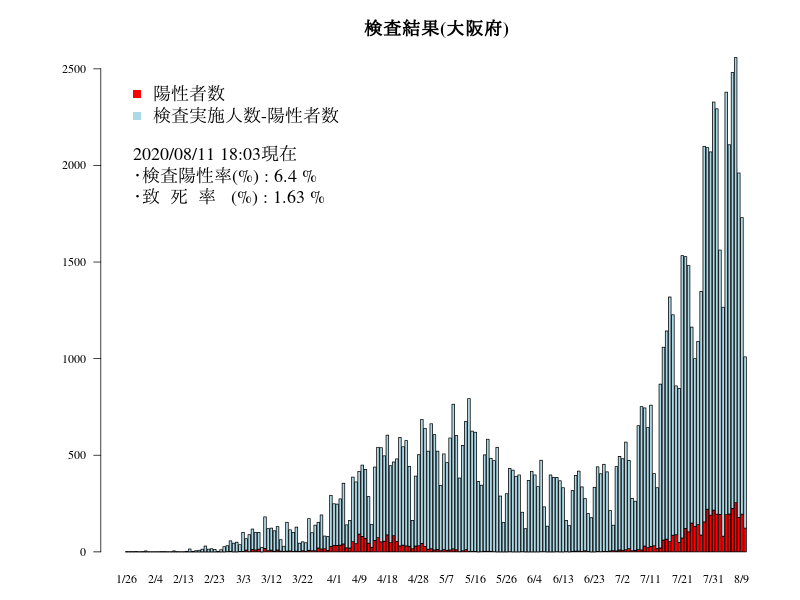 検査結果(大阪府)
2500
2000
1500
1000
500
0
陽性者数
検査実施人数-陽性者数
2020/08/11 18:03現在
・検査陽性率(%) : 6.4 %
・致 死 率 (%) : 1.63 %
1/26 2/4 2/13 2/23 3/3 3/12 3/22 4/1 4/9 4/18 4/28 5/7 5/16 5/26 6/4 6/13 6/23 7/2 7/11 7/21 7/31 8/9